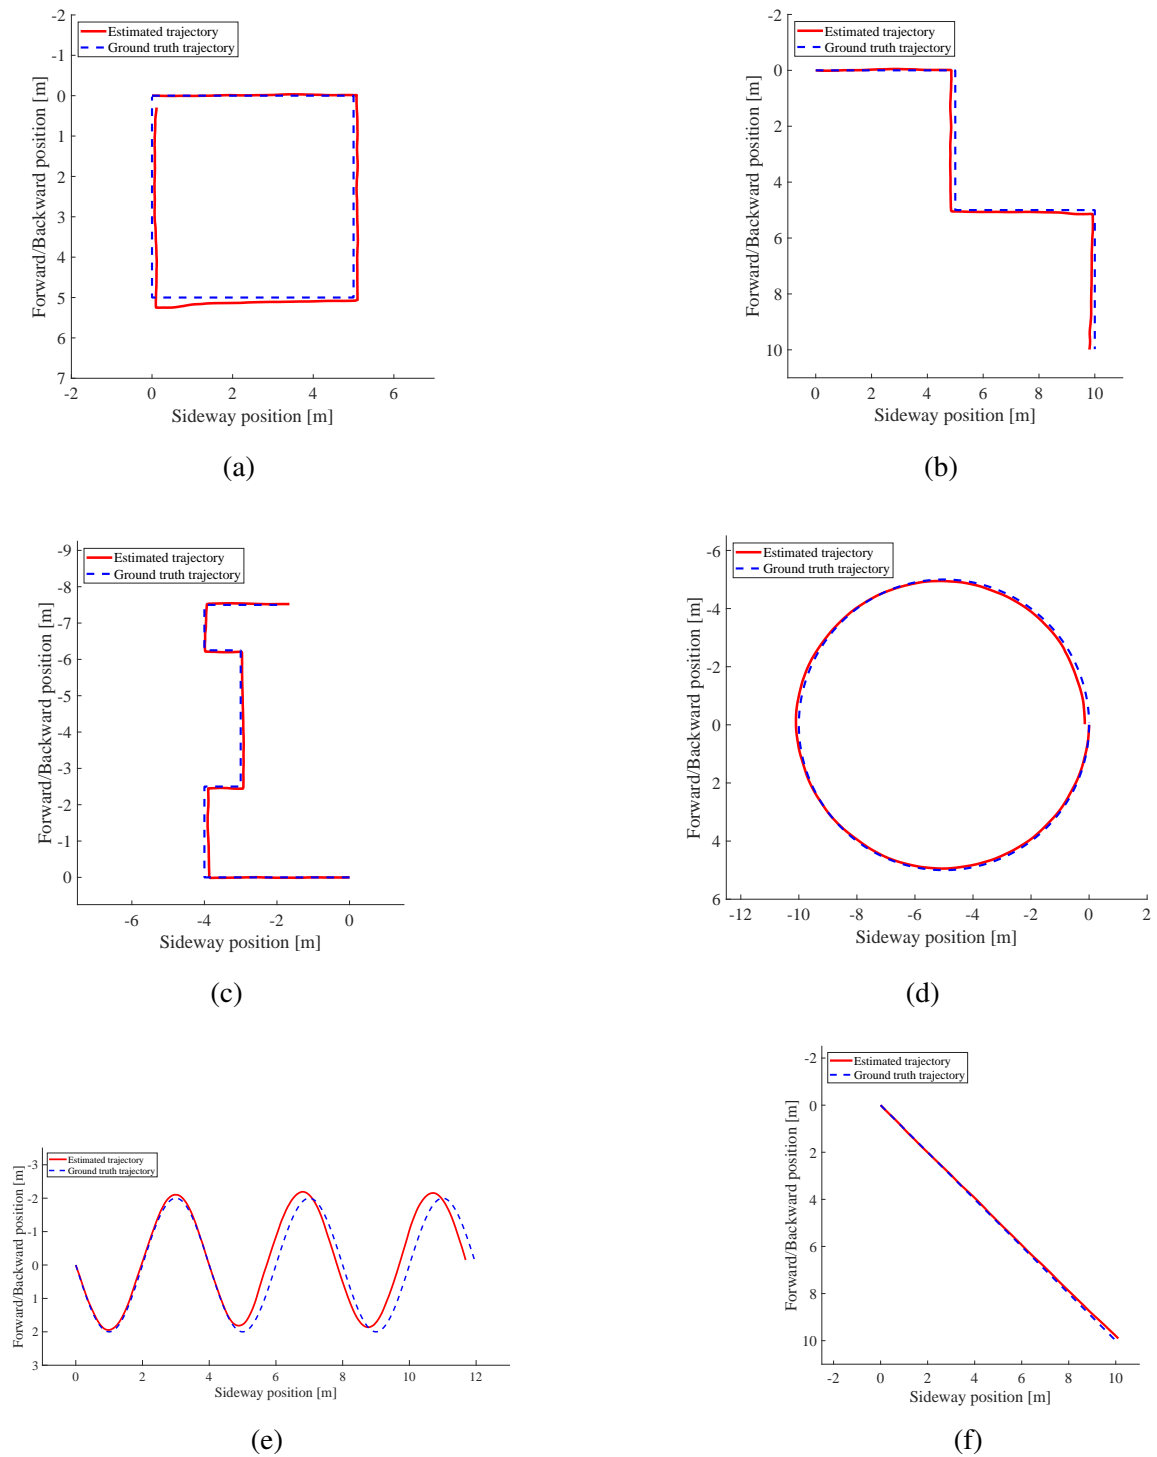 -2
Estimated trajectory
Ground truth trajectory
-1
0
1
2
3
4
5
6
7
Forward/Backward position [m]
-2 0 2 4 6
Sideway position [m]
(a)
-2
Estimated trajectory
Ground truth trajectory
0
2
4
6
8
10
Forward/Backward position [m]
0 2 4 6 8 10
Sideway position [m]
(b)
-9
Estimated trajectory
Ground truth trajectory
-8
-7
-6
-5
-4
-3
-2
-1
0
Forward/Backward position [m]
-6 -4 -2 0
Sideway position [m]
(c)
-6
Estimated trajectory
Ground truth trajectory
-4
-2
0
2
4
6
Forward/Backward position [m]
-12 -10 -8 -6 -4 -2 0 2
Sideway position [m]
(d)
Estimated trajectory
-3
Ground truth trajectory
-2
-1
0
1
2
3
Forward/Backward position [m]
0 2 4 6 8 10 12
Sideway position [m]
(e)
-2
Estimated trajectory
Ground truth trajectory
0
2
4
6
8
10
Forward/Backward position [m]
-2 0 2 4 6 8 10
Sideway position [m]
(f)